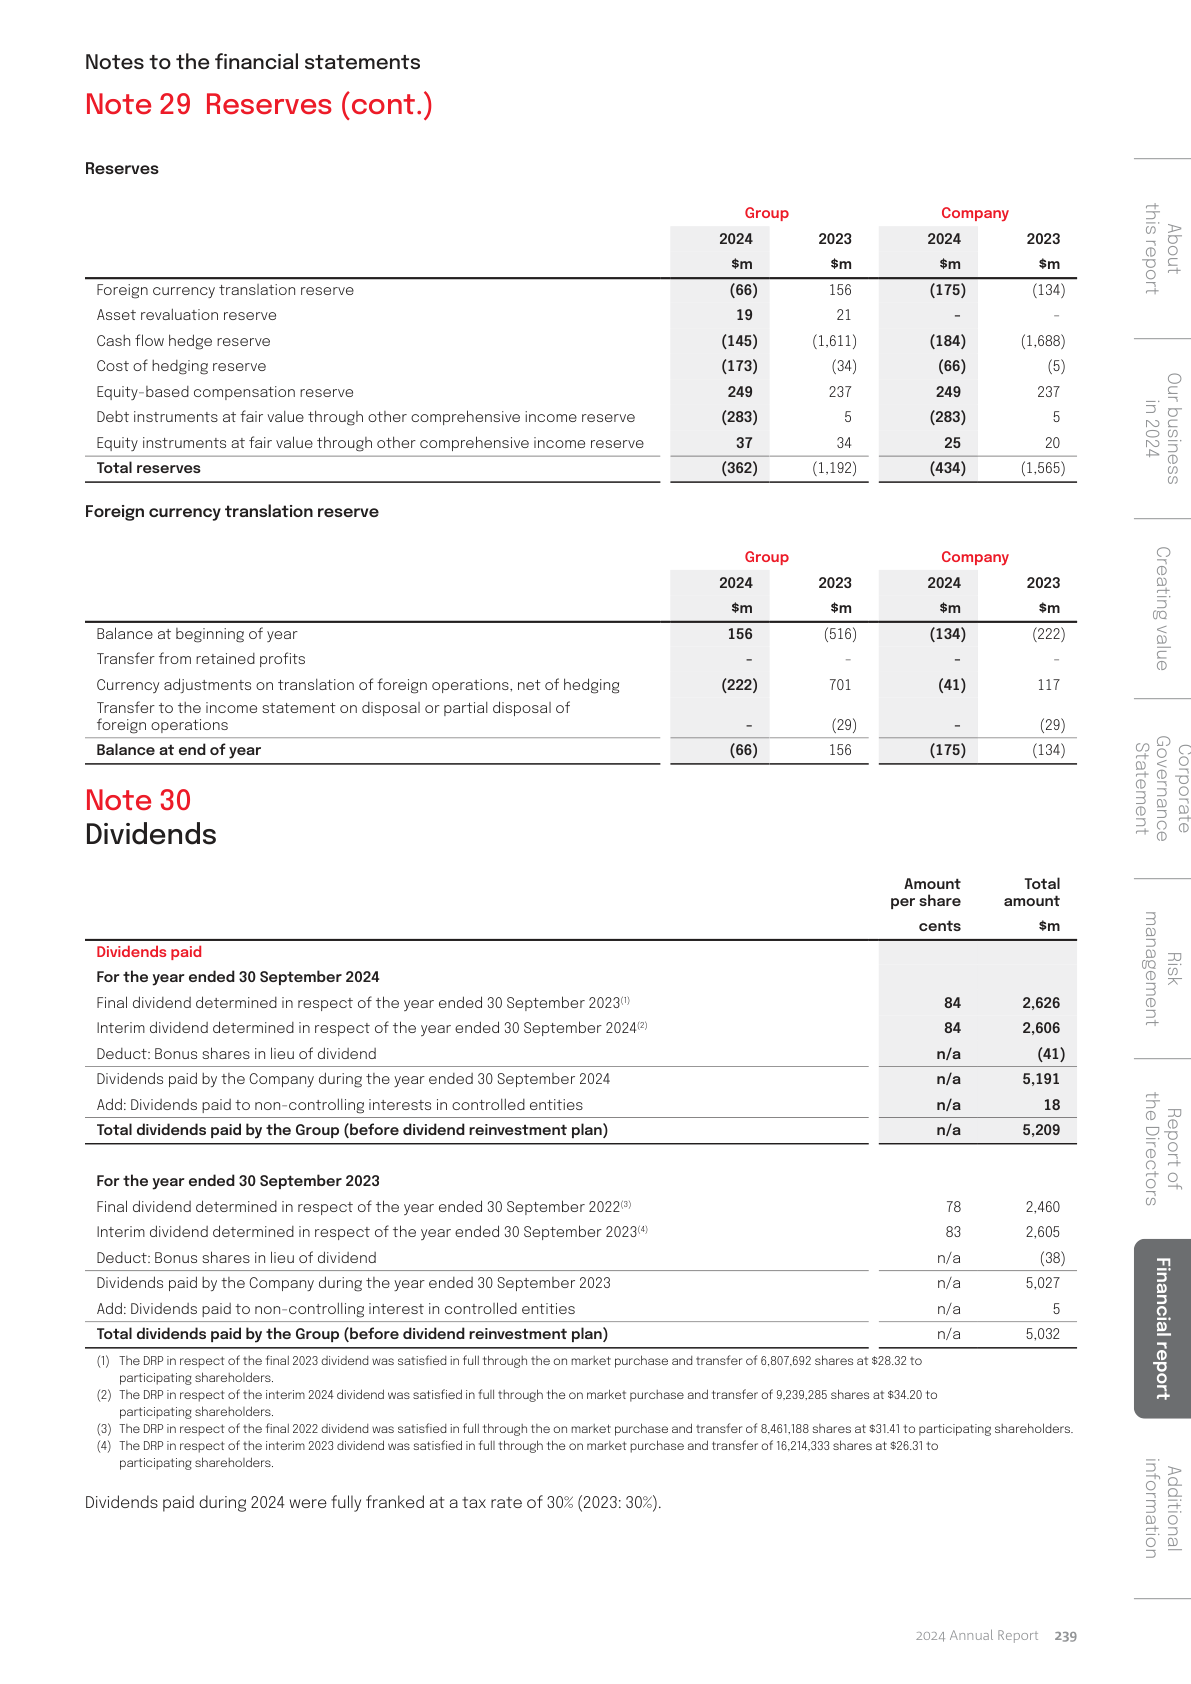 Notes to the financial statements
Note 29 Reserves (cont.)
Reserves
Group Company
2024 2023 2024 2023
$m $m $m $m
Foreign currency translation reserve (66) 156 (175) (134)
Asset revaluation reserve 19 21 – –
Cash flow hedge reserve (145) (1,611) (184) (1,688)
Cost of hedging reserve (173) (34) (66) (5)
Equity-based compensation reserve 249 237 249 237
Debt instruments at fair value through other comprehensive income reserve (283) 5 (283) 5
Equity instruments at fair value through other comprehensive income reserve 37 34 25 20
Total reserves (362) (1,192) (434) (1,565)
Foreign currency translation reserve
Group Company
2024 2023 2024 2023
$m $m $m $m
Balance at beginning of year 156 (516) (134) (222)
Transfer from retained profits – – – –
Currency adjustments on translation of foreign operations, net of hedging (222) 701 (41) 117
Transfer to the income statement on disposal or partial disposal of
foreign operations – (29) – (29)
Balance at end of year (66) 156 (175) (134)
Note 30
Dividends
Amount Total
per share amount
cents $m
Dividends paid
For the year ended 30 September 2024
Final dividend determined in respect of the year ended 30 September 2023(1) 84 2,626
Interim dividend determined in respect of the year ended 30 September 2024(2) 84 2,606
Deduct: Bonus shares in lieu of dividend n/a (41)
Dividends paid by the Company during the year ended 30 September 2024 n/a 5,191
Add: Dividends paid to non-controlling interests in controlled entities n/a 18
Total dividends paid by the Group (before dividend reinvestment plan) n/a 5,209
For the year ended 30 September 2023
Final dividend determined in respect of the year ended 30 September 2022(3) 78 2,460
Interim dividend determined in respect of the year ended 30 September 2023(4) 83 2,605
Deduct: Bonus shares in lieu of dividend n/a (38)
Dividends paid by the Company during the year ended 30 September 2023 n/a 5,027
Add: Dividends paid to non-controlling interest in controlled entities n/a 5
Total dividends paid by the Group (before dividend reinvestment plan) n/a 5,032
(1) The DRP in respect of the final 2023 dividend was satisfied in full through the on market purchase and transfer of 6,807,692 shares at $28.32 to
participating shareholders.
(2) The DRP in respect of the interim 2024 dividend was satisfied in full through the on market purchase and transfer of 9,239,285 shares at $34.20 to
participating shareholders.
(3) The DRP in respect of the final 2022 dividend was satisfied in full through the on market purchase and transfer of 8,461,188 shares at $31.41 to participating shareholders.
(4) The DRP in respect of the interim 2023 dividend was satisfied in full through the on market purchase and transfer of 16,214,333 shares at $26.31 to
participating shareholders.
Dividends paid during 2024 were fully franked at a tax rate of 30% (2023: 30%).
About
this report
Our business
in 2024
Creating value
Corporate
Governance
Statement
Risk
management
Report of
the Directors
Financial report
Additional
information
2024 Annual Report 239